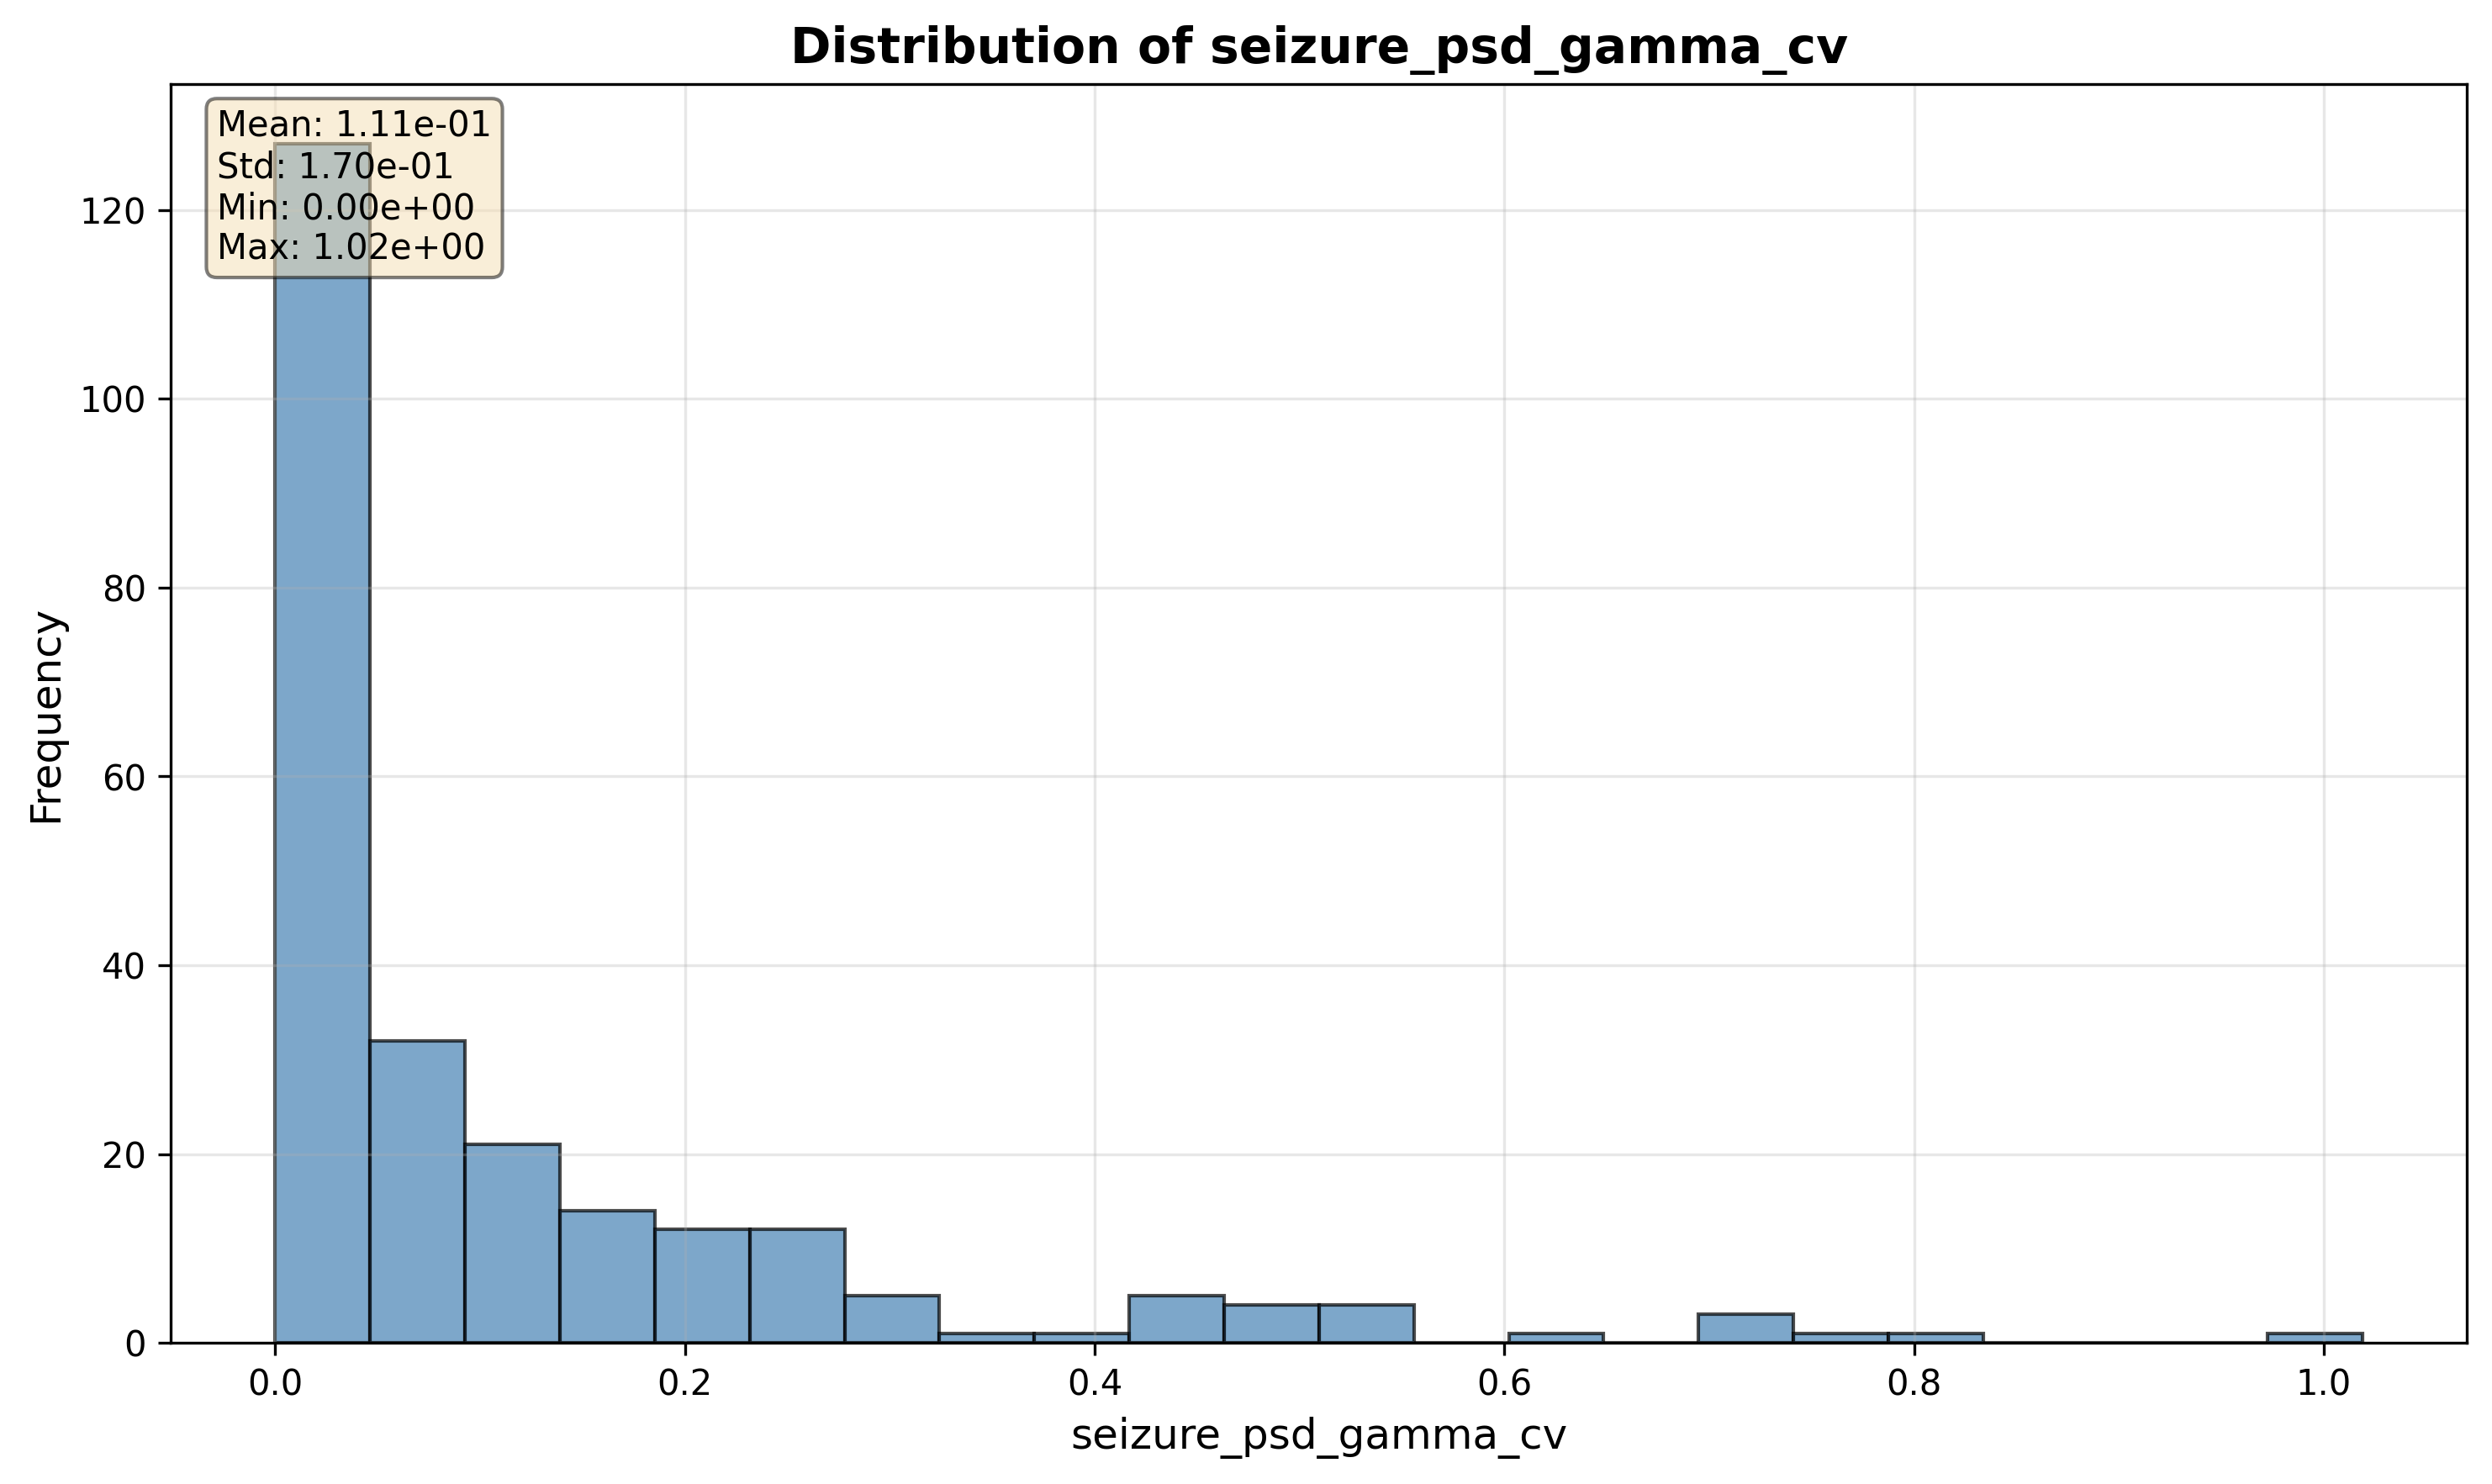 Distribution of seizure_psd_gamma_cv
Mean: 1.11e-01
Std: 1.70e-01
Min: 0.00e+00
Max: 1.02e+00
120
100
80
60
40
20
0
Frequency
0.0 0.2 0.4 0.6 0.8 1.0
seizure_psd_gamma_cv